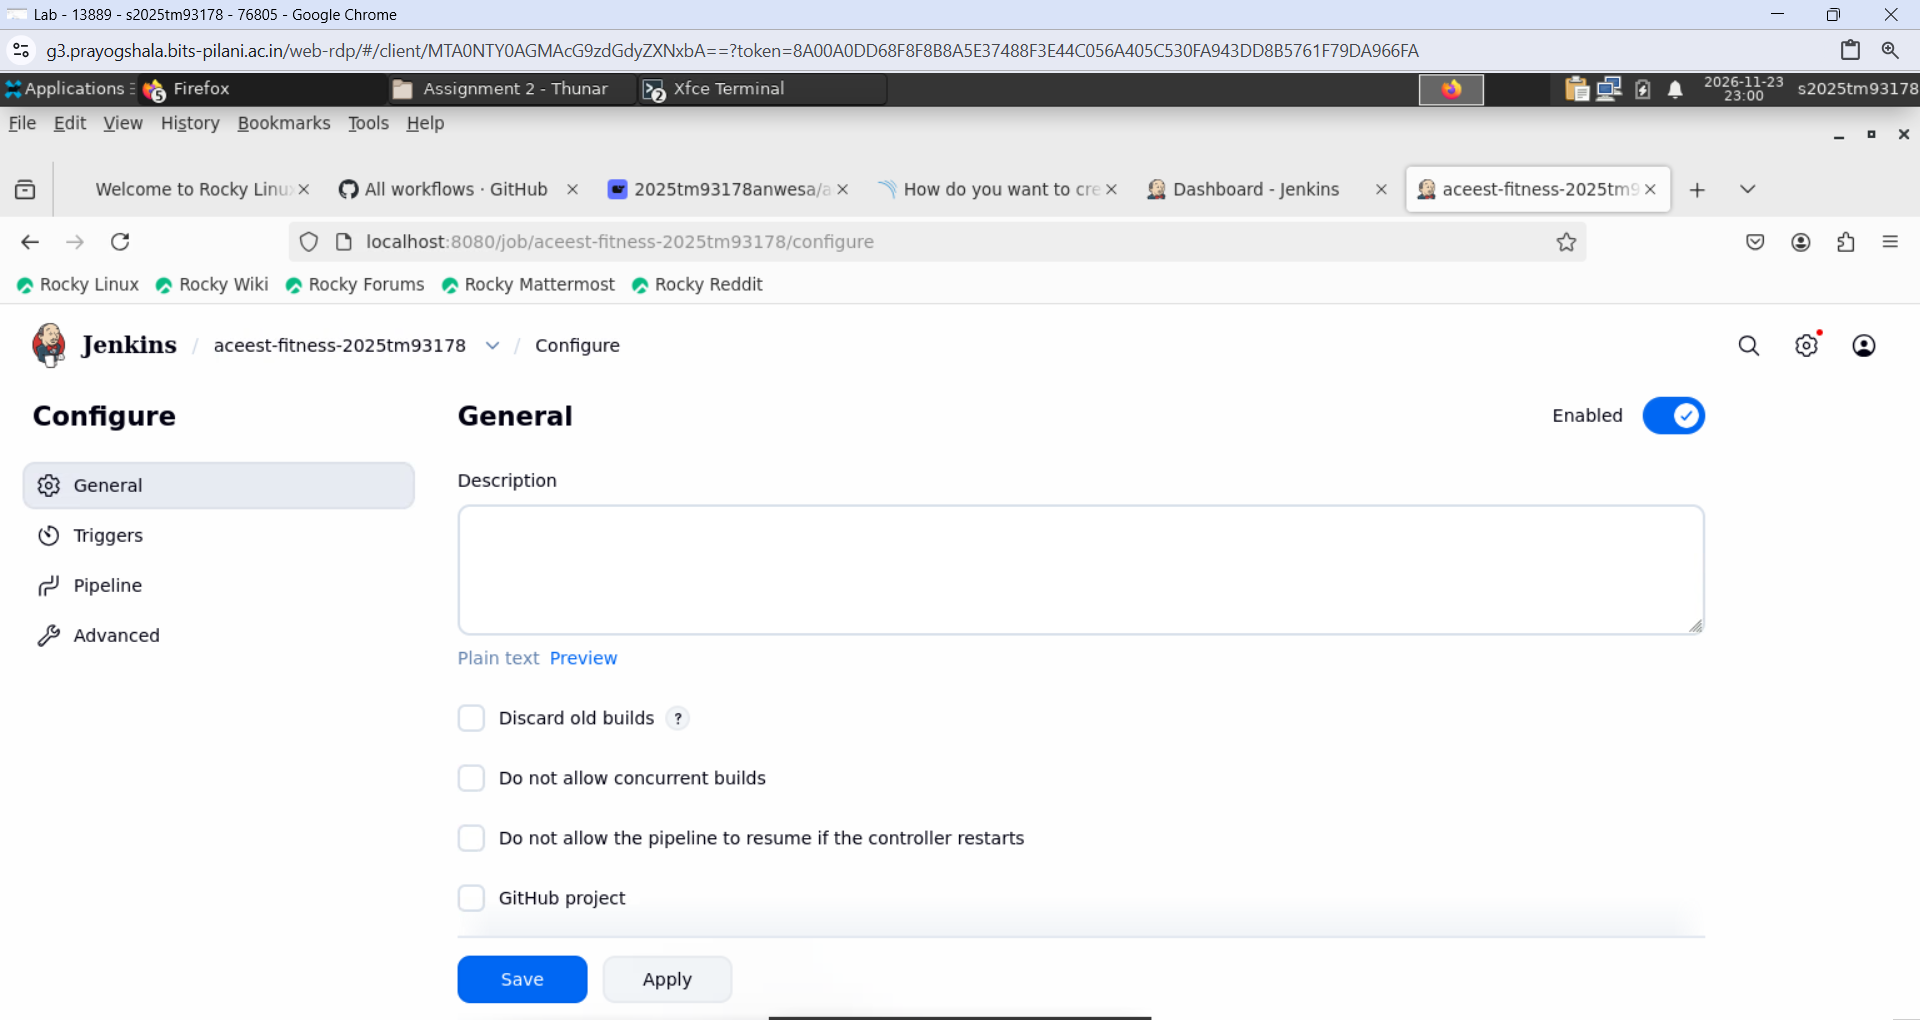 Lab - 13889 - s2025tm93178 - 76805 - Google Chrome
g3.prayogshala.bits-pilani.ac.in/web-rdp/#/client/MTA0NTY0AGMAcG9zdGdyZXNxbA==?token=8A00A0DD68F8F8B8A5E37488F3E44C056A405C530FA943DD8B5761F79DA966FA
Applications Firefox 5 Assignment 2 - Thunar 2 Xfce Terminal 2026-11-23 23:00 s2025tm93178
File Edit View History Bookmarks Tools Help
Welcome to Rocky Linu All workflows · GitHub 2025tm93178anwesa/a How do you want to cre Dashboard - Jenkins aceest-fitness-2025tm9
localhost:8080/job/aceest-fitness-2025tm93178/configure
Rocky Linux Rocky Wiki Rocky Forums Rocky Mattermost Rocky Reddit
Jenkins / aceest-fitness-2025tm93178 / Configure
Configure
General
Enabled
General
Triggers
Pipeline
Advanced
Description
Plain text Preview
Discard old builds ?
Do not allow concurrent builds
Do not allow the pipeline to resume if the controller restarts
GitHub project
Save Apply